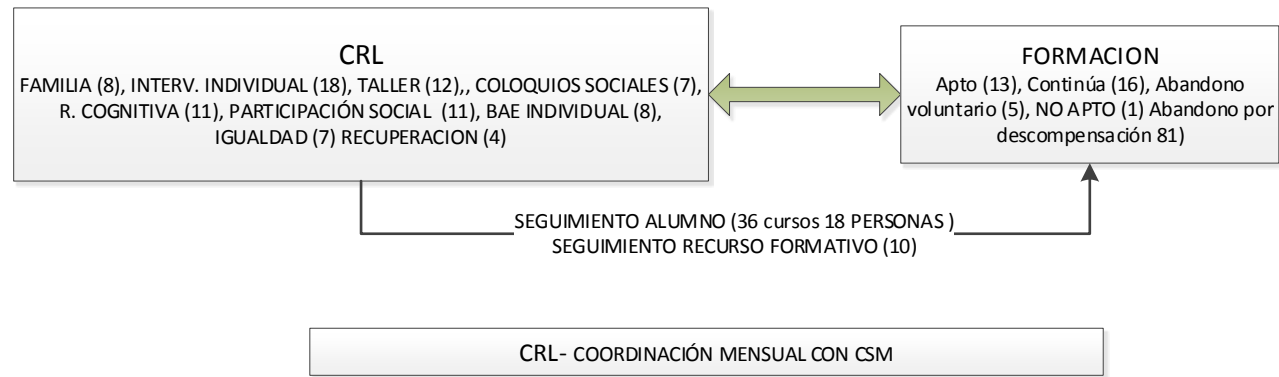 CRL
FAMILIA (8), INTERV. INDIVIDUAL (18), TALLER (12),, COLOQUIOS SOCIALES (7),
R. COGNITIVA (11), PARTICIPACIÓN SOCIAL (11), BAE INDIVIDUAL (8),
IGUALDAD (7) RECUPERACION (4)
FORMACION
Apto (13), Continúa (16), Abandono
voluntario (5), NO APTO (1) Abandono por
descompensación 81)
SEGUIMIENTO ALUMNO (36 cursos 18 PERSONAS )
SEGUIMIENTO RECURSO FORMATIVO (10)
CRL- COORDINACIÓN MENSUAL CON CSM